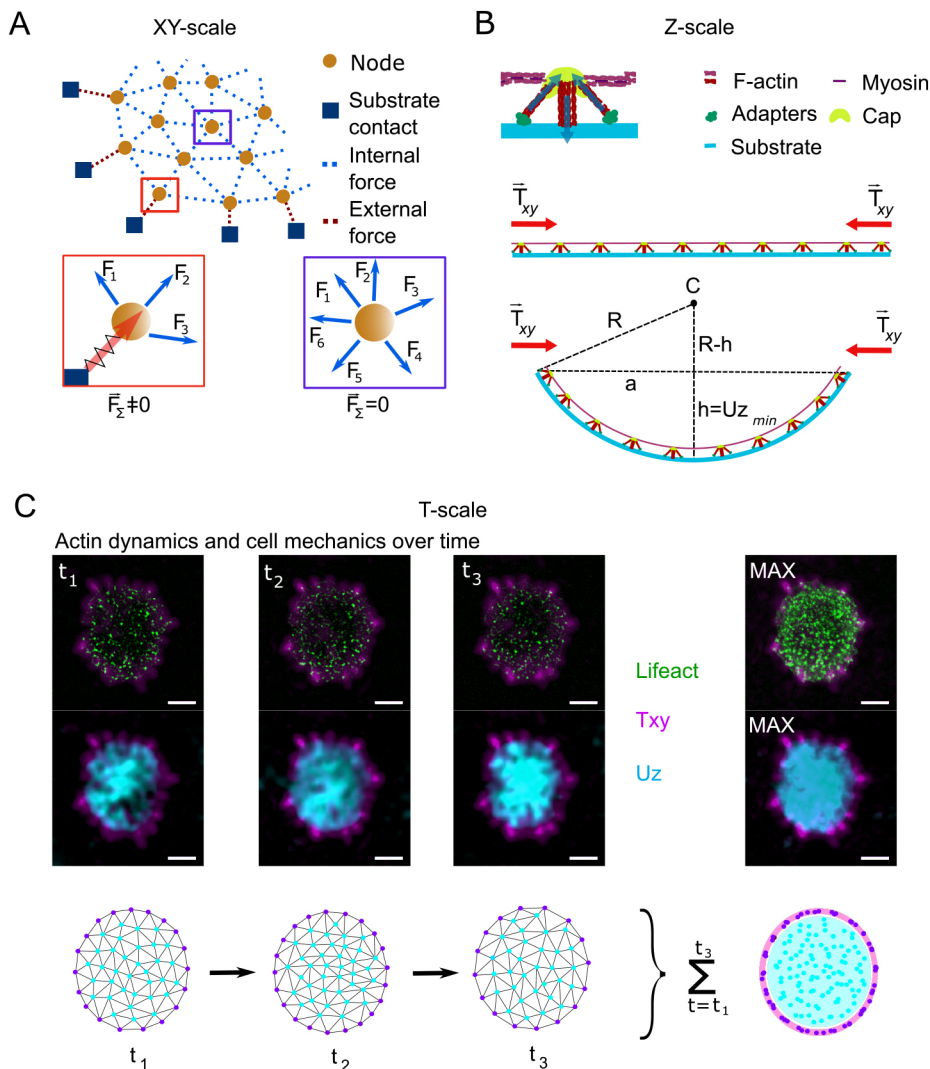 A
XY-scale
Node
Substrate
contact
Internal
force
External
force
F1
F2
F3
F⃗Σ≠0
F1
F2
F3
F4
F5
F6
F⃗Σ=0
B
Z-scale
F-actin
Myosin
Adapters
Cap
Substrate
T⃗xy
T⃗xy
C
T⃗xy
T⃗xy
R
R-h
a
h=Uz min
C
T-scale
Actin dynamics and cell mechanics over time
t1
t2
t3
MAX
Lifeact
Txy
Uz
MAX
t3
∑
t=t1
t1
t2
t3